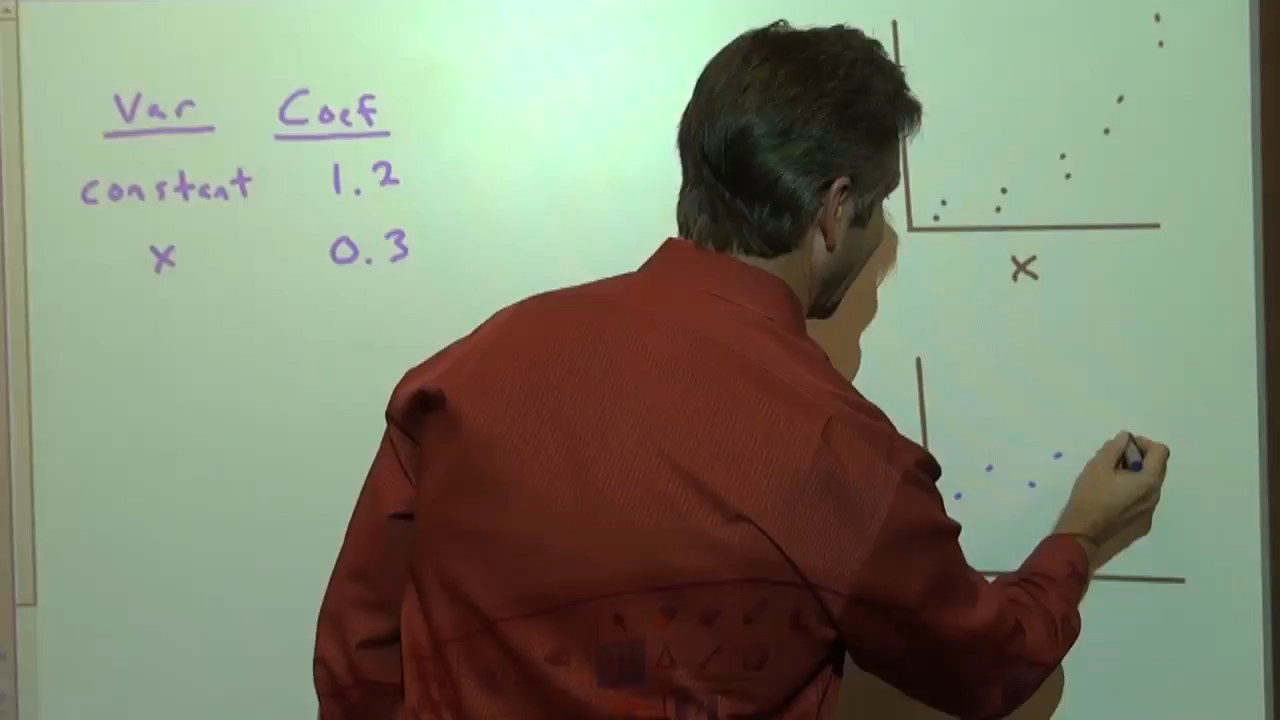 Var Coef
constant 1.2
x 0.3
x